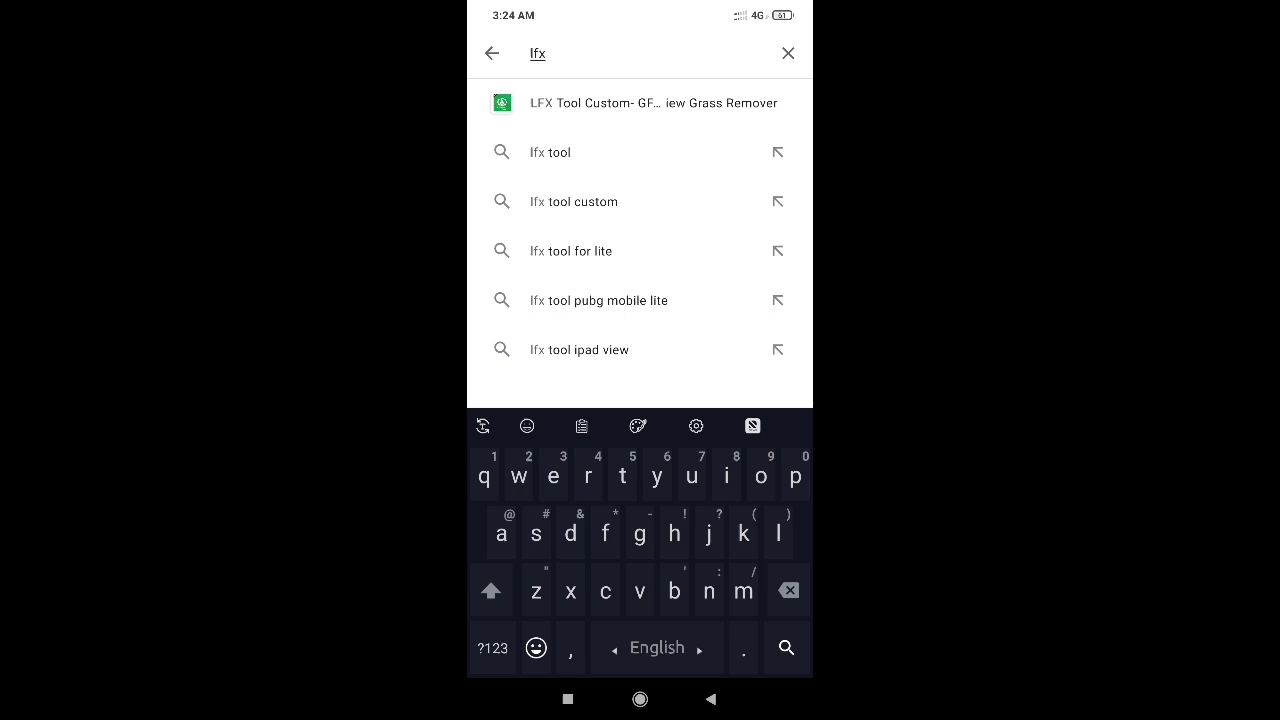 3:24 AM 4G 61
lfx
LFX Tool Custom- GF... iew Grass Remover
lfx tool
lfx tool custom
lfx tool for lite
lfx tool pubg mobile lite
lfx tool ipad view
1 2 3 4 5 6 7 8 9 0
q w e r t y u i o p
@ # & * - ! ? ( )
a s d f g h j k l
" ' : /
z x c v b n m
?123 , English .